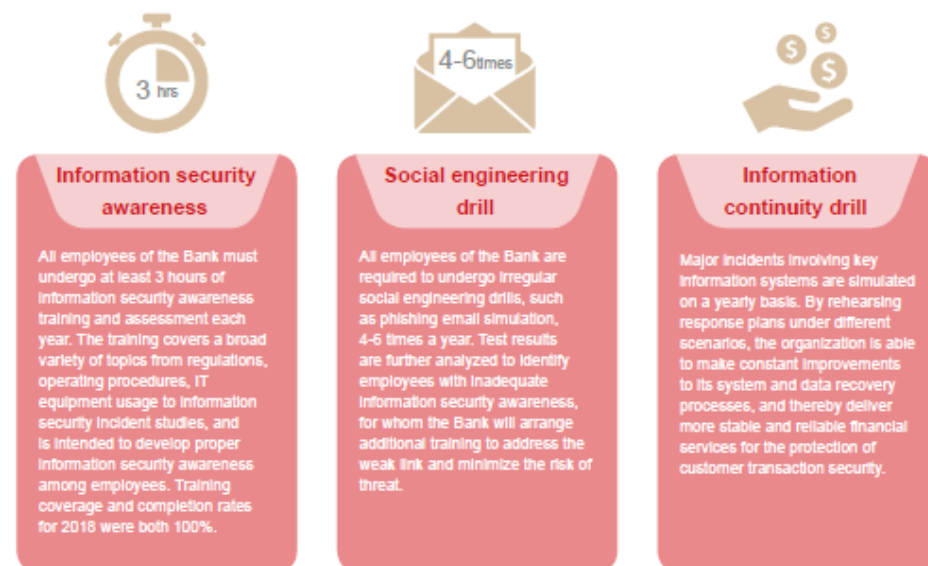 3 hrs
4-6times
$
$
$
Information security
awareness
All employees of the Bank must
undergo at least 3 hours of
information security awareness
training and assessment each
year. The training covers a broad
variety of topics from regulations,
operating procedures, IT
equipment usage to information
security incident studies, and
is intended to develop proper
information security awareness
among employees. Training
coverage and completion rates
for 2018 were both 100%.
Social engineering
drill
All employees of the Bank are
required to undergo irregular
social engineering drills, such
as phishing email simulation,
4-6 times a year. Test results
are further analyzed to identify
employees with inadequate
information security awareness,
for whom the Bank will arrange
additional training to address the
weak link and minimize the risk of
threat.
Information
continuity drill
Major incidents involving key
information systems are simulated
on a yearly basis. By rehearsing
response plans under different
scenarios, the organization is able
to make constant improvements
to its system and data recovery
processes, and thereby deliver
more stable and reliable financial
services for the protection of
customer transaction security.